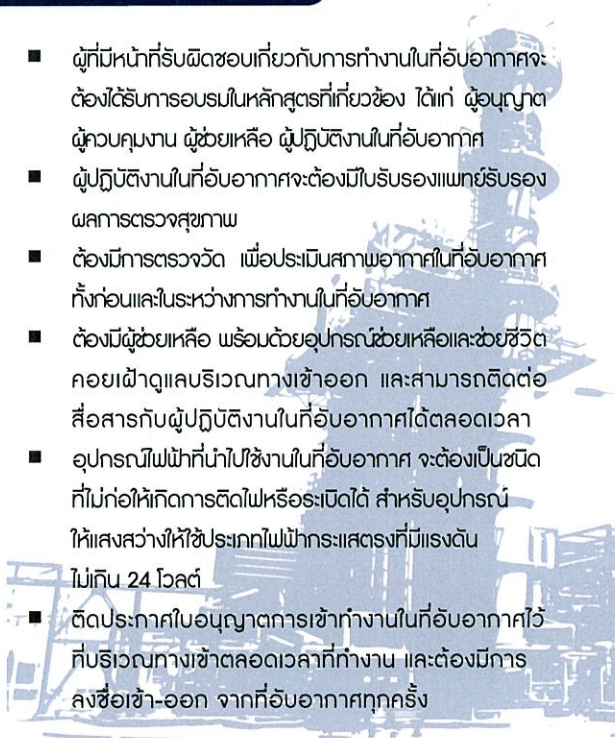 ■ ผู้ที่มีหน้าที่รับผิดชอบเกี่ยวกับการทำงานในที่อับอากาศจะ
ต้องได้รับการอบรมในหลักสูตรที่เกี่ยวข้อง ได้แก่ ผู้อนุญาต
ผู้ควบคุมงาน ผู้ช่วยเหลือ ผู้ปฏิบัติงานในที่อับอากาศ
■ ผู้ปฏิบัติงานในที่อับอากาศจะต้องมีใบรับรองแพทย์รับรอง
ผลการตรวจสุขภาพ
■ ต้องมีการตรวจวัด เพื่อประเมินสภาพอากาศในที่อับอากาศ
ทั้งก่อนและในระหว่างการทำงานในที่อับอากาศ
■ ต้องมีผู้ช่วยเหลือ พร้อมด้วยอุปกรณ์ช่วยเหลือและช่วยชีวิต
คอยเฝ้าดูแลบริเวณทางเข้าออก และสามารถติดต่อ
สื่อสารกับผู้ปฏิบัติงานในที่อับอากาศได้ตลอดเวลา
■ อุปกรณ์ไฟฟ้าที่นำไปใช้งานในที่อับอากาศ จะต้องเป็นชนิด
ที่ไม่ก่อให้เกิดการติดไฟหรือระเบิดได้ สำหรับอุปกรณ์
ให้แสงสว่างให้ใช้ประเภทไฟฟ้ากระแสตรงที่มีแรงดัน
ไม่เกิน 24 โวลต์
■ ติดประกาศใบอนุญาตการเข้าทำงานในที่อับอากาศไว้
ที่บริเวณทางเข้าตลอดเวลาที่ทำงาน และต้องมีการ
ลงชื่อเข้า-ออก จากที่อับอากาศทุกครั้ง